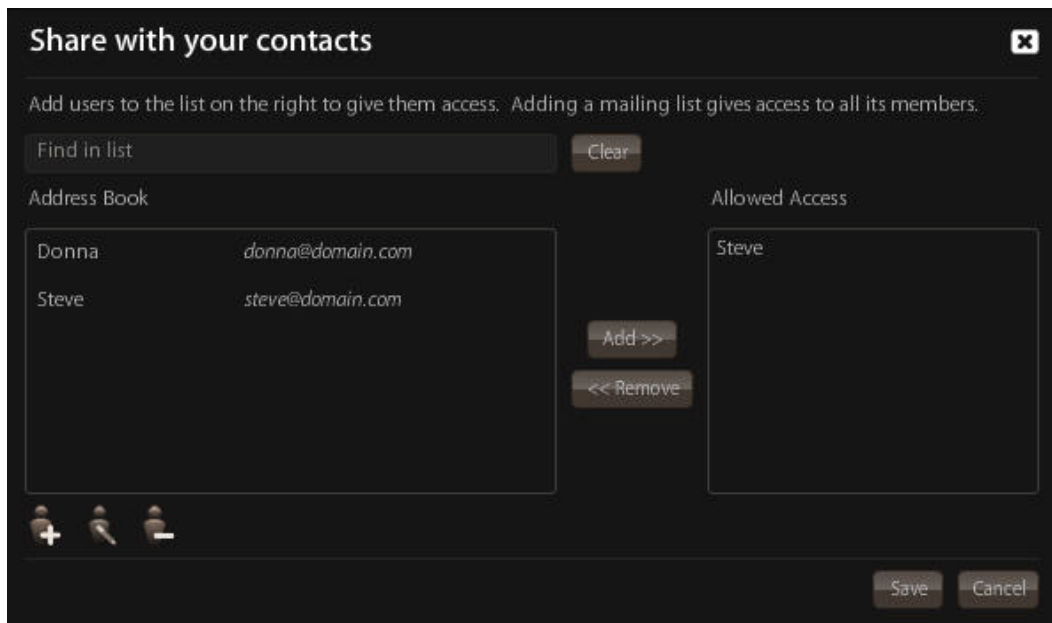 Share with your contacts
Add users to the list on the right to give them access. Adding a mailing list gives access to all its members.
Find in list
Clear
Address Book
Allowed Access
Donna donna@domain.com
Steve steve@domain.com
Steve
Add >>
<< Remove
Save
Cancel